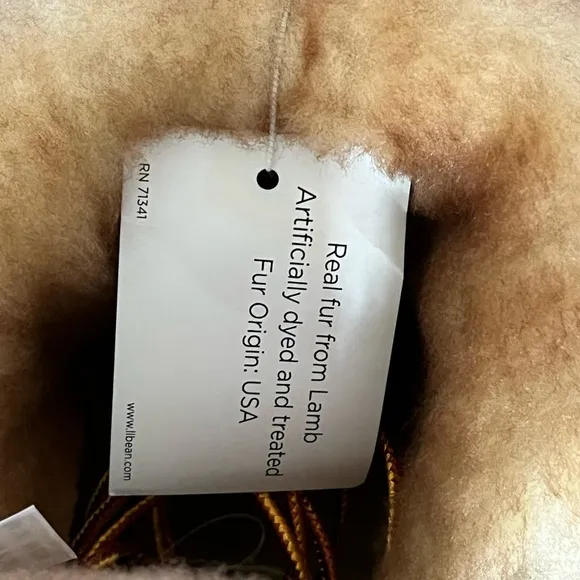 Real fur from Lamb
Artificially dyed and treated
Fur Origin: USA
RN 71341
www.llbean.com